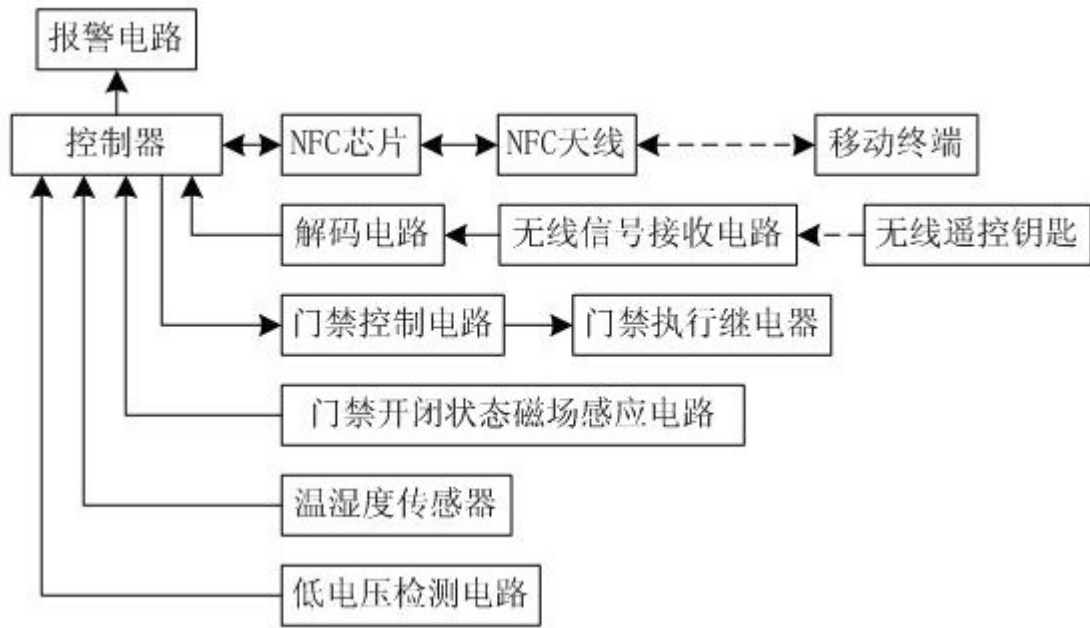 报警电路
控制器
NFC芯片
NFC天线
移动终端
解码电路
无线信号接收电路
无线遥控钥匙
门禁控制电路
门禁执行继电器
门禁开闭状态磁场感应电路
温湿度传感器
低电压检测电路